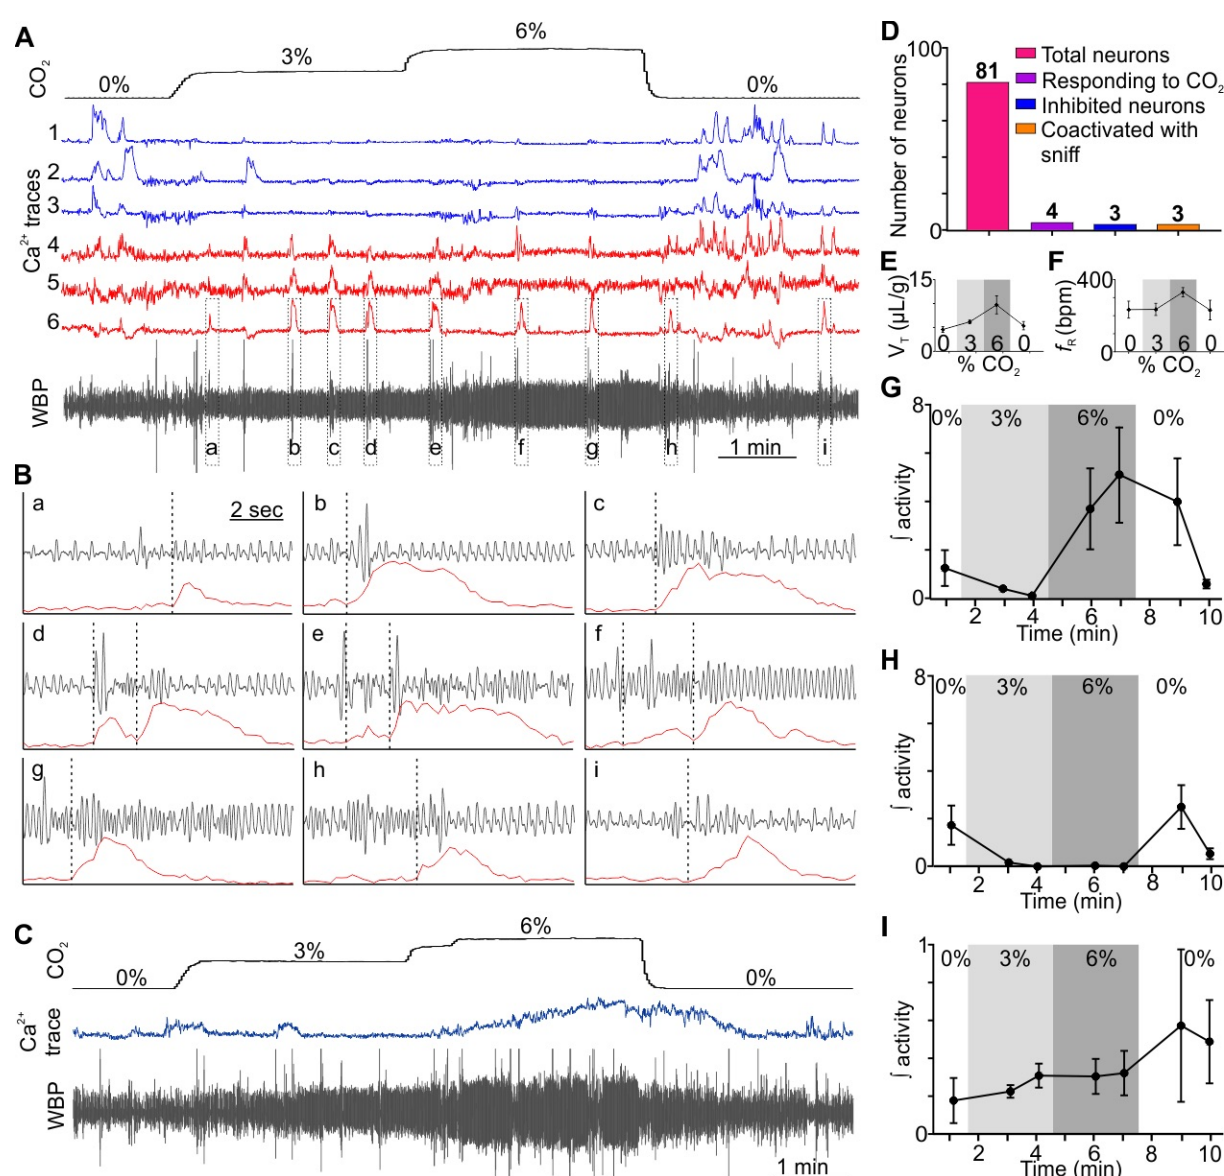 A
CO2
0%
3%
6%
0%
Ca2+ traces
1
2
3
4
5
6
WBP
a
b
c
d
e
f
g
h
i
1 min
B
a
2 sec
b
c
d
e
f
g
h
i
C
CO2
0%
3%
6%
0%
Ca2+
trace
WBP
1 min
D
Number of neurons
100
0
81
4
3
3
Total neurons
Responding to CO2
Inhibited neurons
Coactivated with
sniff
E
VT (µL/g)
15
0
0 3 6 0
% CO2
F
fR (bpm)
400
0
0 3 6 0
% CO2
G
∫ activity
8
0
0% 3% 6% 0%
2 4 6 8 10
Time (min)
H
∫ activity
8
0
0% 3% 6% 0%
2 4 6 8 10
Time (min)
I
∫ activity
1
0
0% 3% 6% 0%
2 4 6 8 10
Time (min)